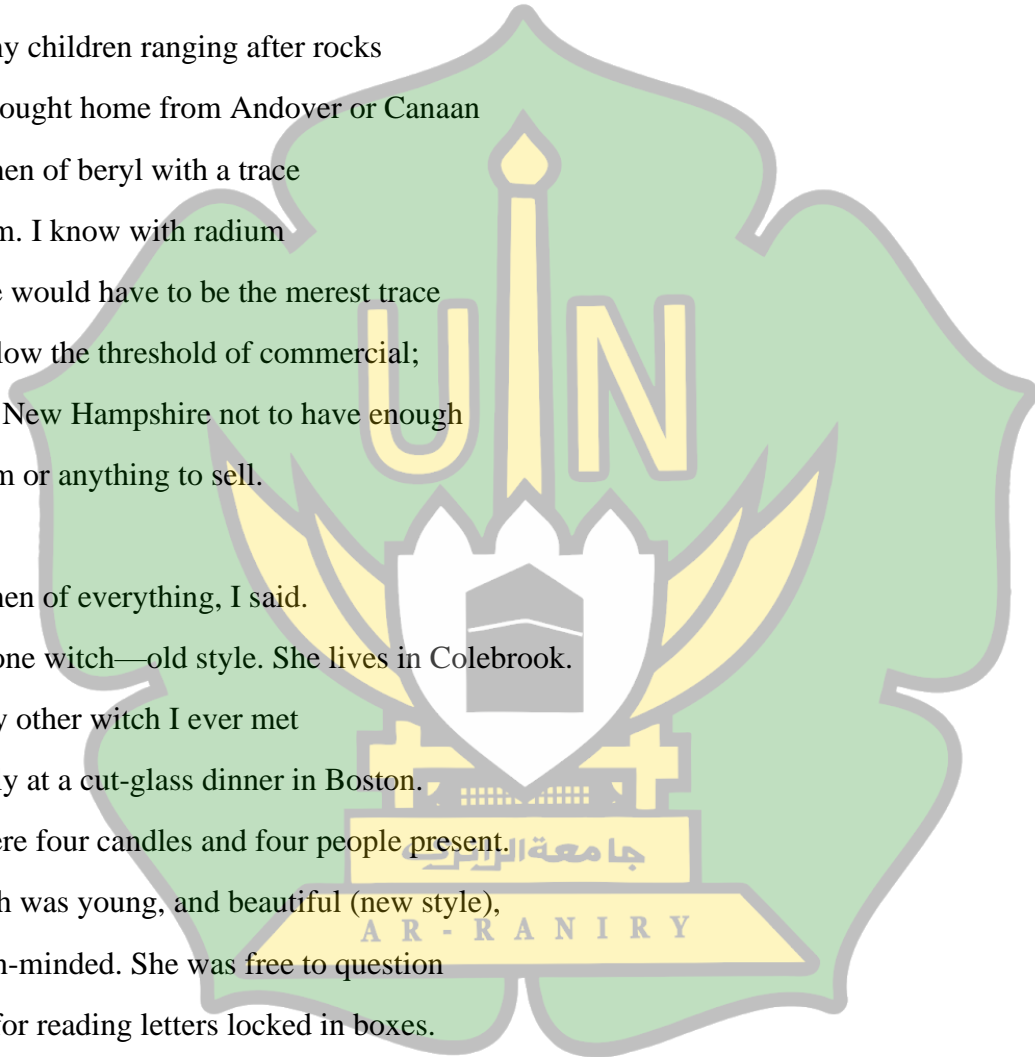 ny children ranging after rocks
ought home from Andover or Canaan
nen of beryl with a trace
m. I know with radium
e would have to be the merest trace
low the threshold of commercial;
New Hampshire not to have enough
m or anything to sell.
nen of everything, I said.
one witch—old style. She lives in Colebrook.
y other witch I ever met
ly at a cut-glass dinner in Boston.
ere four candles and four people present.
h was young, and beautiful (new style),
n-minded. She was free to question
for reading letters locked in boxes.
UIN
جامعة الرانري
AR-RANIRY